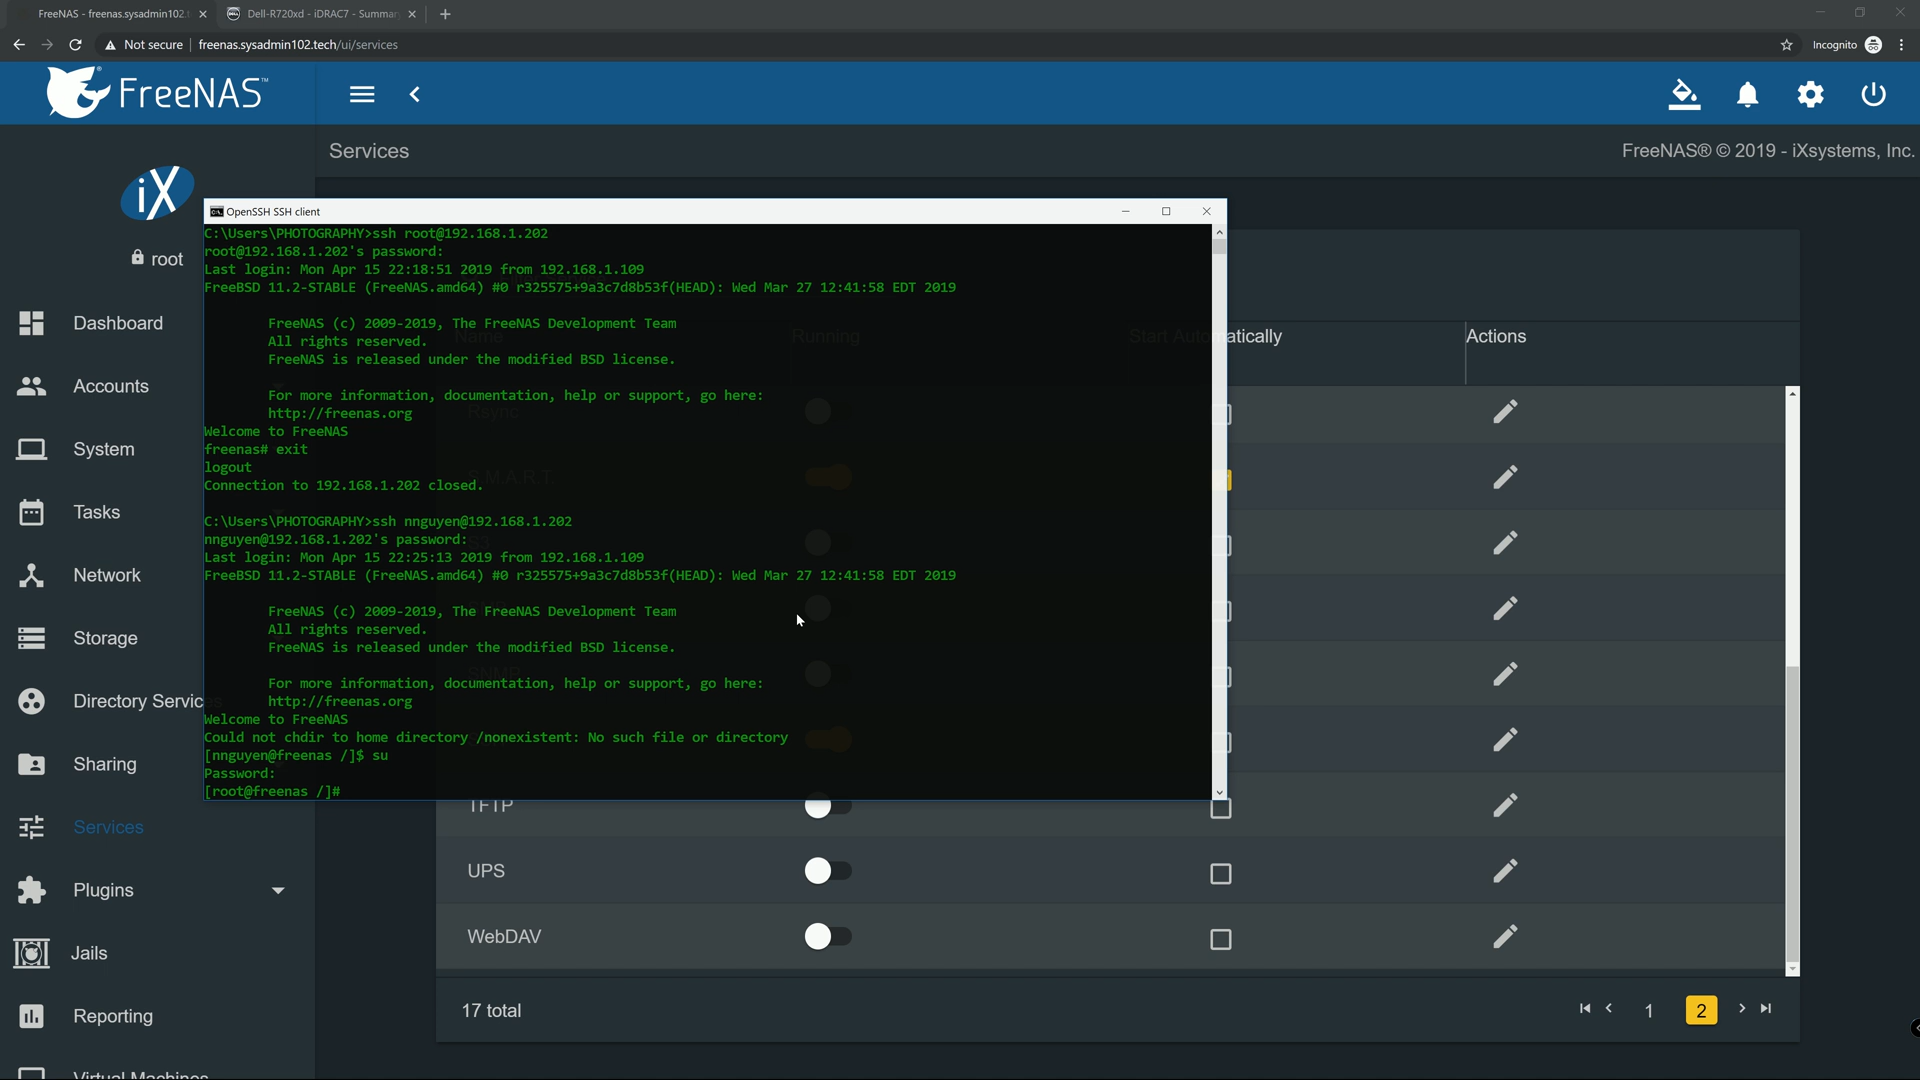 FreeNAS - freenas.sysadmin102.
Dell-R720xd - iDRAC7 - Summar
Not secure
freenas.sysadmin102.tech/ui/services
Incognito
FreeNAS™
Services
FreeNAS® © 2019 - iXsystems, Inc.
iX
root
Dashboard
Accounts
System
Tasks
Network
Storage
Directory Services
Sharing
Services
Plugins
Jails
Reporting
Virtual Machines
OpenSSH SSH client
C:\Users\PHOTOGRAPHY>ssh root@192.168.1.202
root@192.168.1.202's password:
Last login: Mon Apr 15 22:18:51 2019 from 192.168.1.109
FreeBSD 11.2-STABLE (FreeNAS.amd64) #0 r325575+9a3c7d8b53f(HEAD): Wed Mar 27 12:41:58 EDT 2019
FreeNAS (c) 2009-2019, The FreeNAS Development Team
All rights reserved.
FreeNAS is released under the modified BSD license.
For more information, documentation, help or support, go here:
http://freenas.org
Welcome to FreeNAS
freenas# exit
logout
Connection to 192.168.1.202 closed.
C:\Users\PHOTOGRAPHY>ssh nnguyen@192.168.1.202
nnguyen@192.168.1.202's password:
Last login: Mon Apr 15 22:25:13 2019 from 192.168.1.109
FreeBSD 11.2-STABLE (FreeNAS.amd64) #0 r325575+9a3c7d8b53f(HEAD): Wed Mar 27 12:41:58 EDT 2019
FreeNAS (c) 2009-2019, The FreeNAS Development Team
All rights reserved.
FreeNAS is released under the modified BSD license.
For more information, documentation, help or support, go here:
http://freenas.org
Welcome to FreeNAS
Could not chdir to home directory /nonexistent: No such file or directory
[nnguyen@freenas /]$ su
Password:
[root@freenas /]#
Name
Running
Start Automatically
Actions
Rsync
S.M.A.R.T.
S3
SNMP
TFTP
UPS
WebDAV
17 total
1
2